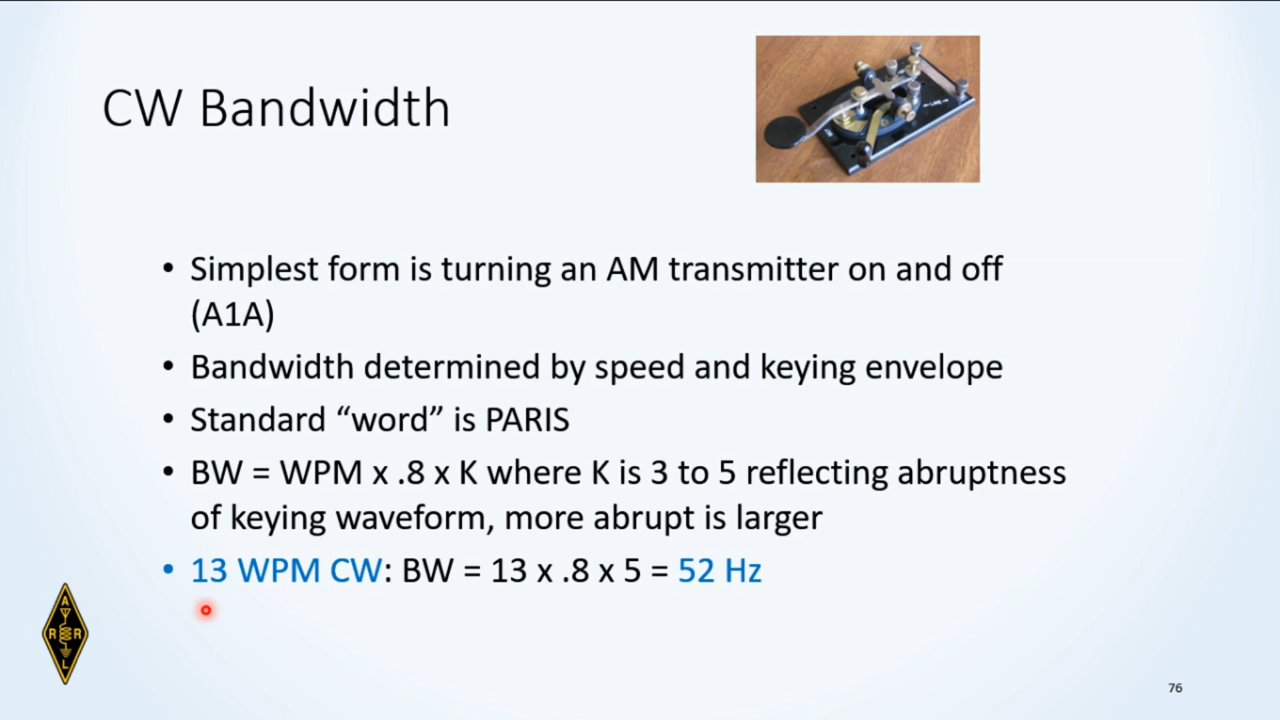 CW Bandwidth
• Simplest form is turning an AM transmitter on and off
(A1A)
• Bandwidth determined by speed and keying envelope
• Standard “word” is PARIS
• BW = WPM x .8 x K where K is 3 to 5 reflecting abruptness
of keying waveform, more abrupt is larger
• 13 WPM CW: BW = 13 x .8 x 5 = 52 Hz
A
R R
L
76